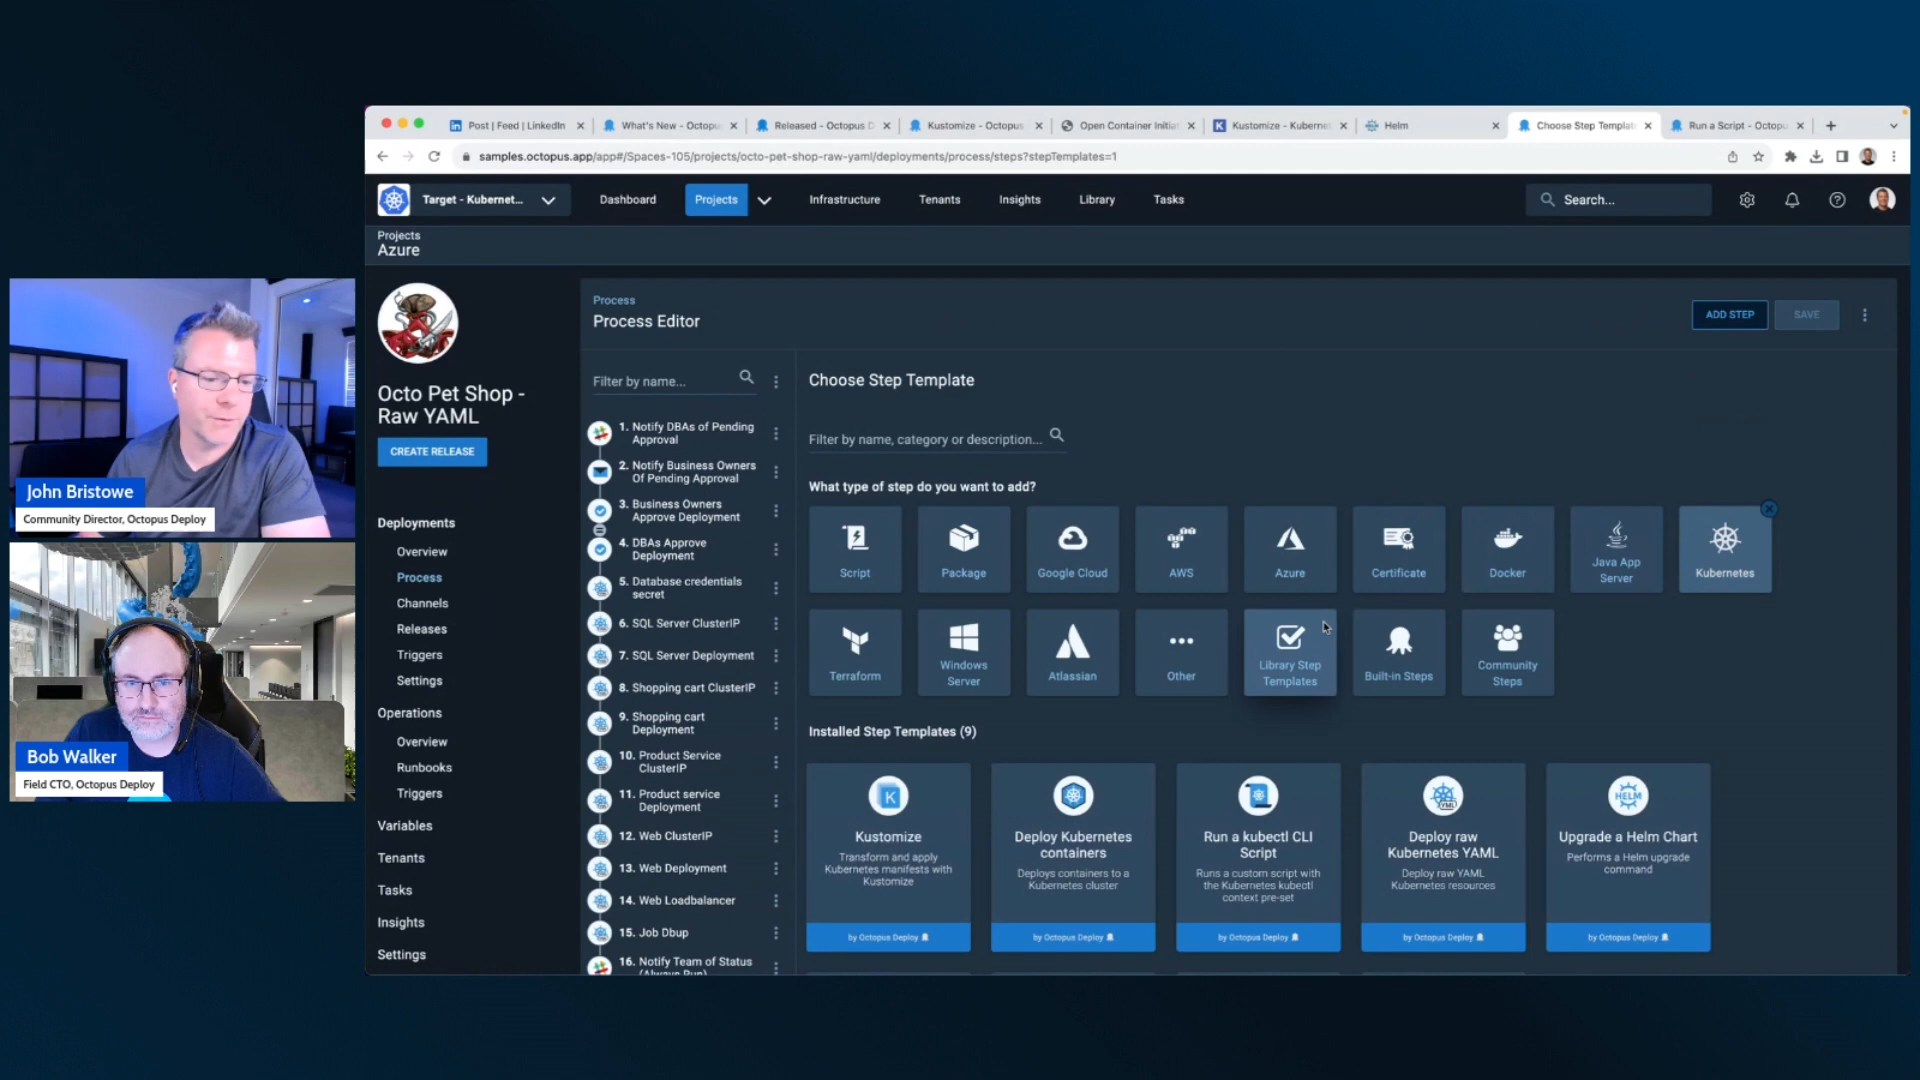 Post | Feed | LinkedIn
What's New - Octopu
Released - Octopus D
Kustomize - Octopus
Open Container Initiat
Kustomize - Kubernet
Helm
Choose Step Template
Run a Script - Octopu
samples.octopus.app/app#/Spaces-105/projects/octo-pet-shop-raw-yaml/deployments/process/steps?stepTemplates=1
Target - Kubernet...
Dashboard
Projects
Infrastructure
Tenants
Insights
Library
Tasks
Search...
Projects
Azure
Octo Pet Shop -
Raw YAML
CREATE RELEASE
Deployments
Overview
Process
Channels
Releases
Triggers
Settings
Operations
Overview
Runbooks
Triggers
Variables
Tenants
Tasks
Insights
Settings
Process
Process Editor
ADD STEP
SAVE
Filter by name...
1. Notify DBAs of Pending
Approval
2. Notify Business Owners
Of Pending Approval
3. Business Owners
Approve Deployment
4. DBAs Approve
Deployment
5. Database credentials
secret
6. SQL Server ClusterIP
7. SQL Server Deployment
8. Shopping cart ClusterIP
9. Shopping cart
Deployment
10. Product Service
ClusterIP
11. Product service
Deployment
12. Web ClusterIP
13. Web Deployment
14. Web Loadbalancer
15. Job Dbup
16. Notify Team of Status
(Always Run)
Choose Step Template
Filter by name, category or description...
What type of step do you want to add?
Script
Package
Google Cloud
AWS
Azure
Certificate
Docker
Java App
Server
Kubernetes
Terraform
Windows
Server
Atlassian
Other
Library Step
Templates
Built-in Steps
Community
Steps
Installed Step Templates (9)
K
Kustomize
Transform and apply
Kubernetes manifests with
Kustomize
by Octopus Deploy
Deploy Kubernetes
containers
Deploys containers to a
Kubernetes cluster
by Octopus Deploy
Run a kubectl CLI
Script
Runs a custom script with
the Kubernetes kubectl
context pre-set
by Octopus Deploy
YML
Deploy raw
Kubernetes YAML
Deploy raw YAML
Kubernetes resources
by Octopus Deploy
HELM
Upgrade a Helm Chart
Performs a Helm upgrade
command
by Octopus Deploy
John Bristowe
Community Director, Octopus Deploy
Bob Walker
Field CTO, Octopus Deploy